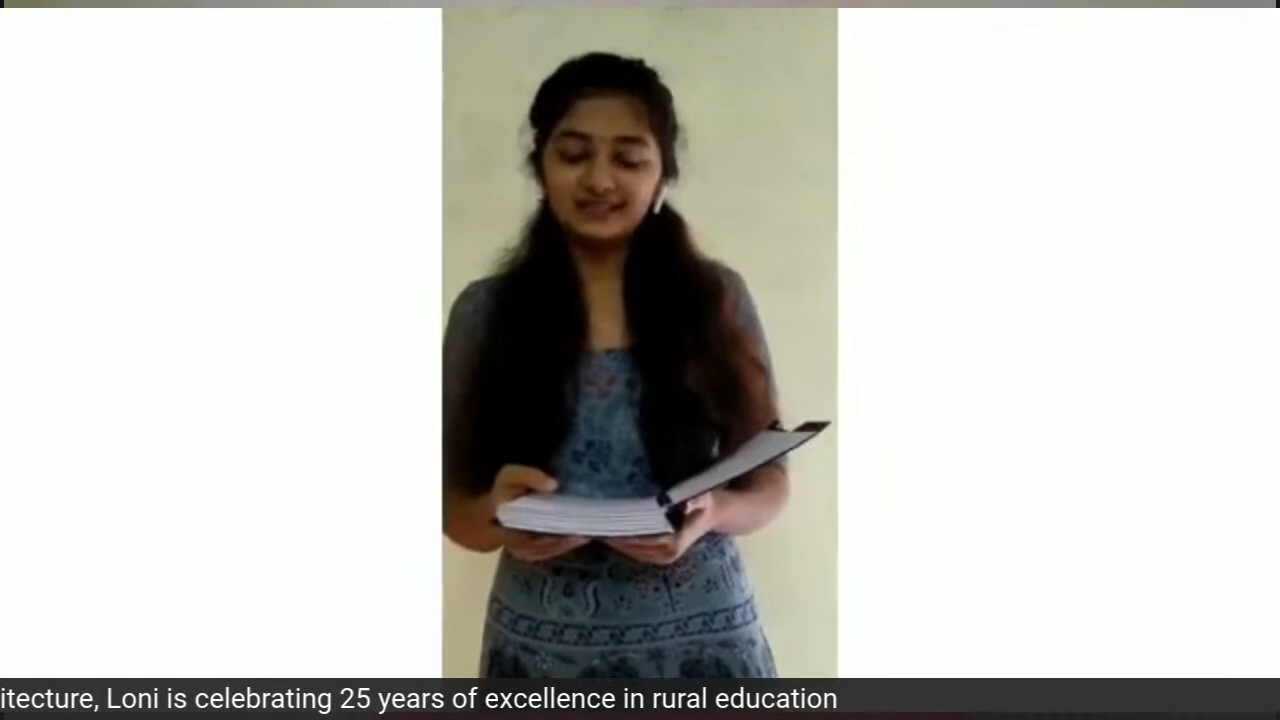 itecture, Loni is celebrating 25 years of excellence in rural education